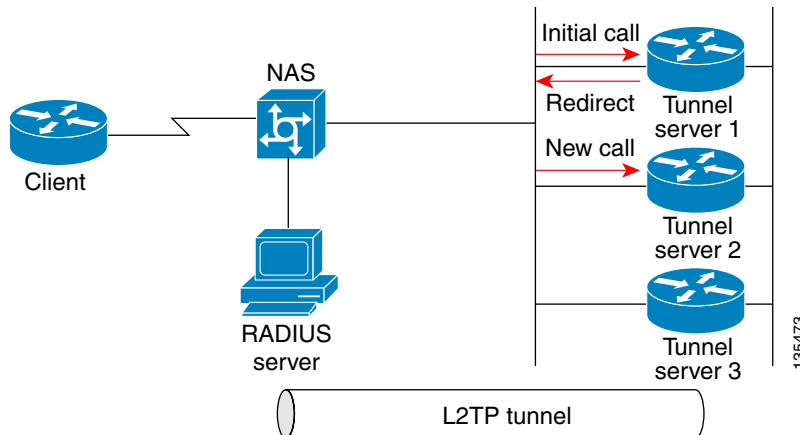 Initial call
NAS
Redirect
Tunnel
server 1
Client
New call
Tunnel
server 2
RADIUS
server
Tunnel
server 3
135473
L2TP tunnel